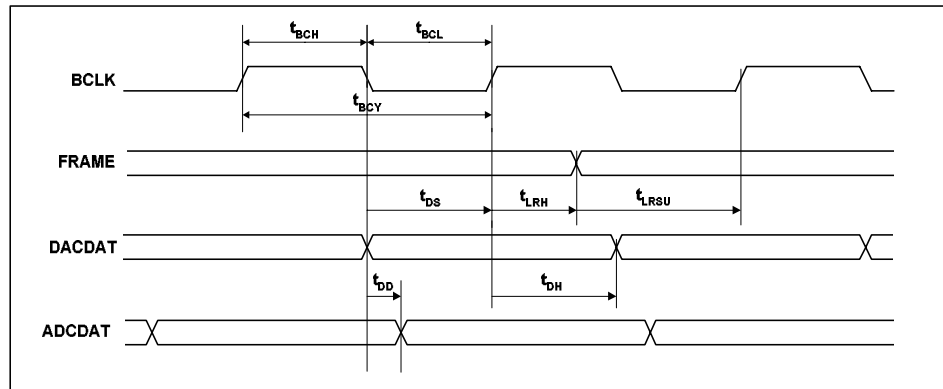 tBCH tBCL
BCLK
tBCY
FRAME
tDS tLRH tLRSU
DACDAT
tDD tDH
ADCDAT